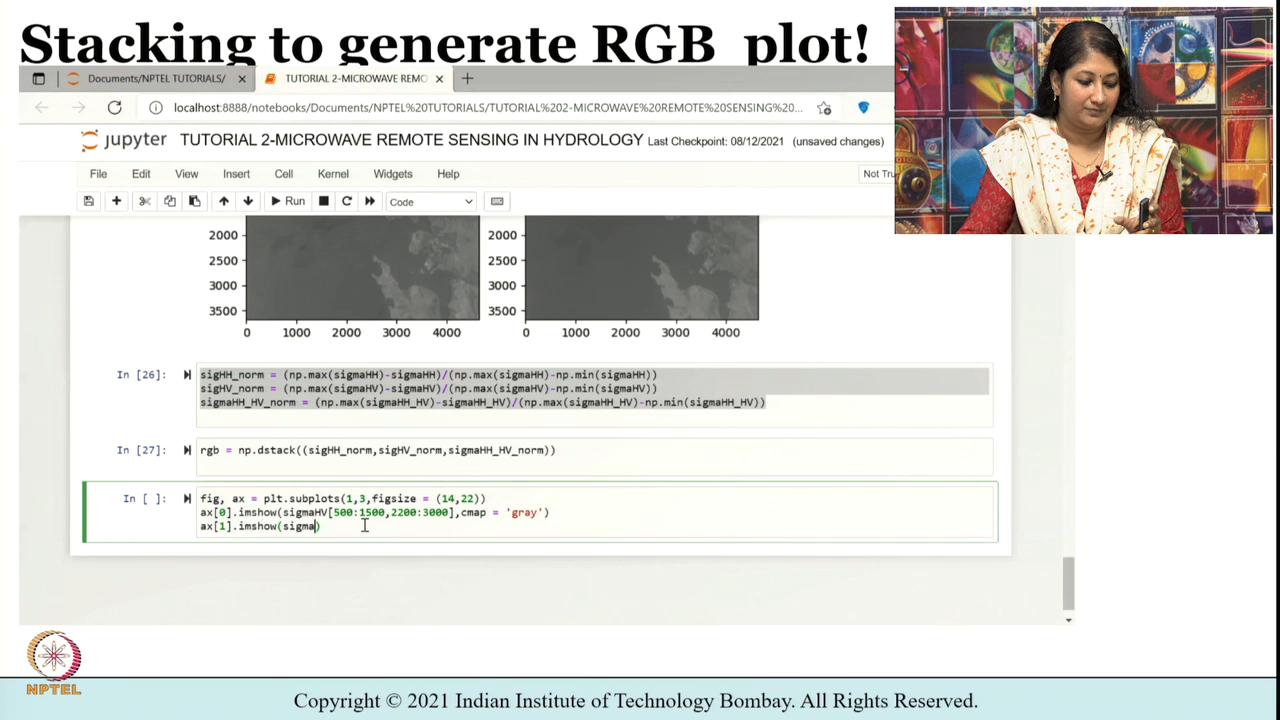 Stacking to generate RGB plot!
Documents/NPTEL TUTORIALS/
TUTORIAL 2-MICROWAVE REMO
localhost:8888/notebooks/Documents/NPTEL%20TUTORIALS/TUTORIAL%202-MICROWAVE%20REMOTE%20SENSING%20...
jupyter TUTORIAL 2-MICROWAVE REMOTE SENSING IN HYDROLOGY Last Checkpoint: 08/12/2021 (unsaved changes)
File Edit View Insert Cell Kernel Widgets Help
Not Tru
Run
Code
2000 2000
2500 2500
3000 3000
3500 3500
0 1000 2000 3000 4000 0 1000 2000 3000 4000
In [26]: sigHH_norm = (np.max(sigmaHH)-sigmaHH)/(np.max(sigmaHH)-np.min(sigmaHH))
sigHV_norm = (np.max(sigmaHV)-sigmaHV)/(np.max(sigmaHV)-np.min(sigmaHV))
sigmaHH_HV_norm = (np.max(sigmaHH_HV)-sigmaHH_HV)/(np.max(sigmaHH_HV)-np.min(sigmaHH_HV))
In [27]: rgb = np.dstack((sigHH_norm,sigHV_norm,sigmaHH_HV_norm))
In [ ]: fig, ax = plt.subplots(1,3,figsize = (14,22))
ax[0].imshow(sigmaHV[500:1500,2200:3000],cmap = 'gray')
ax[1].imshow(sigma)
NPTEL
Copyright © 2021 Indian Institute of Technology Bombay. All Rights Reserved.